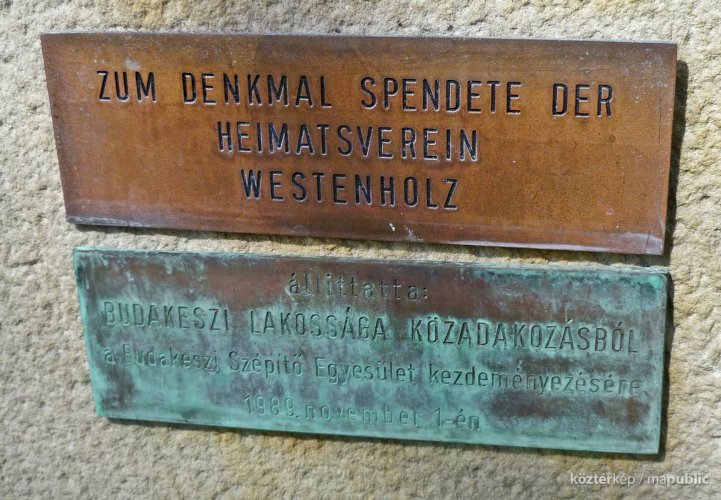 ZUM DENKMAL SPENDETE DER
HEIMATSVEREIN
WESTENHOLZ
állíttatta:
BUDAKESZI LAKOSSÁGA KÖZADAKOZÁSBÓL
a Budakeszi Szépítő Egyesület kezdeményezésére
1989. november 1-én
köztérkép / mapublic